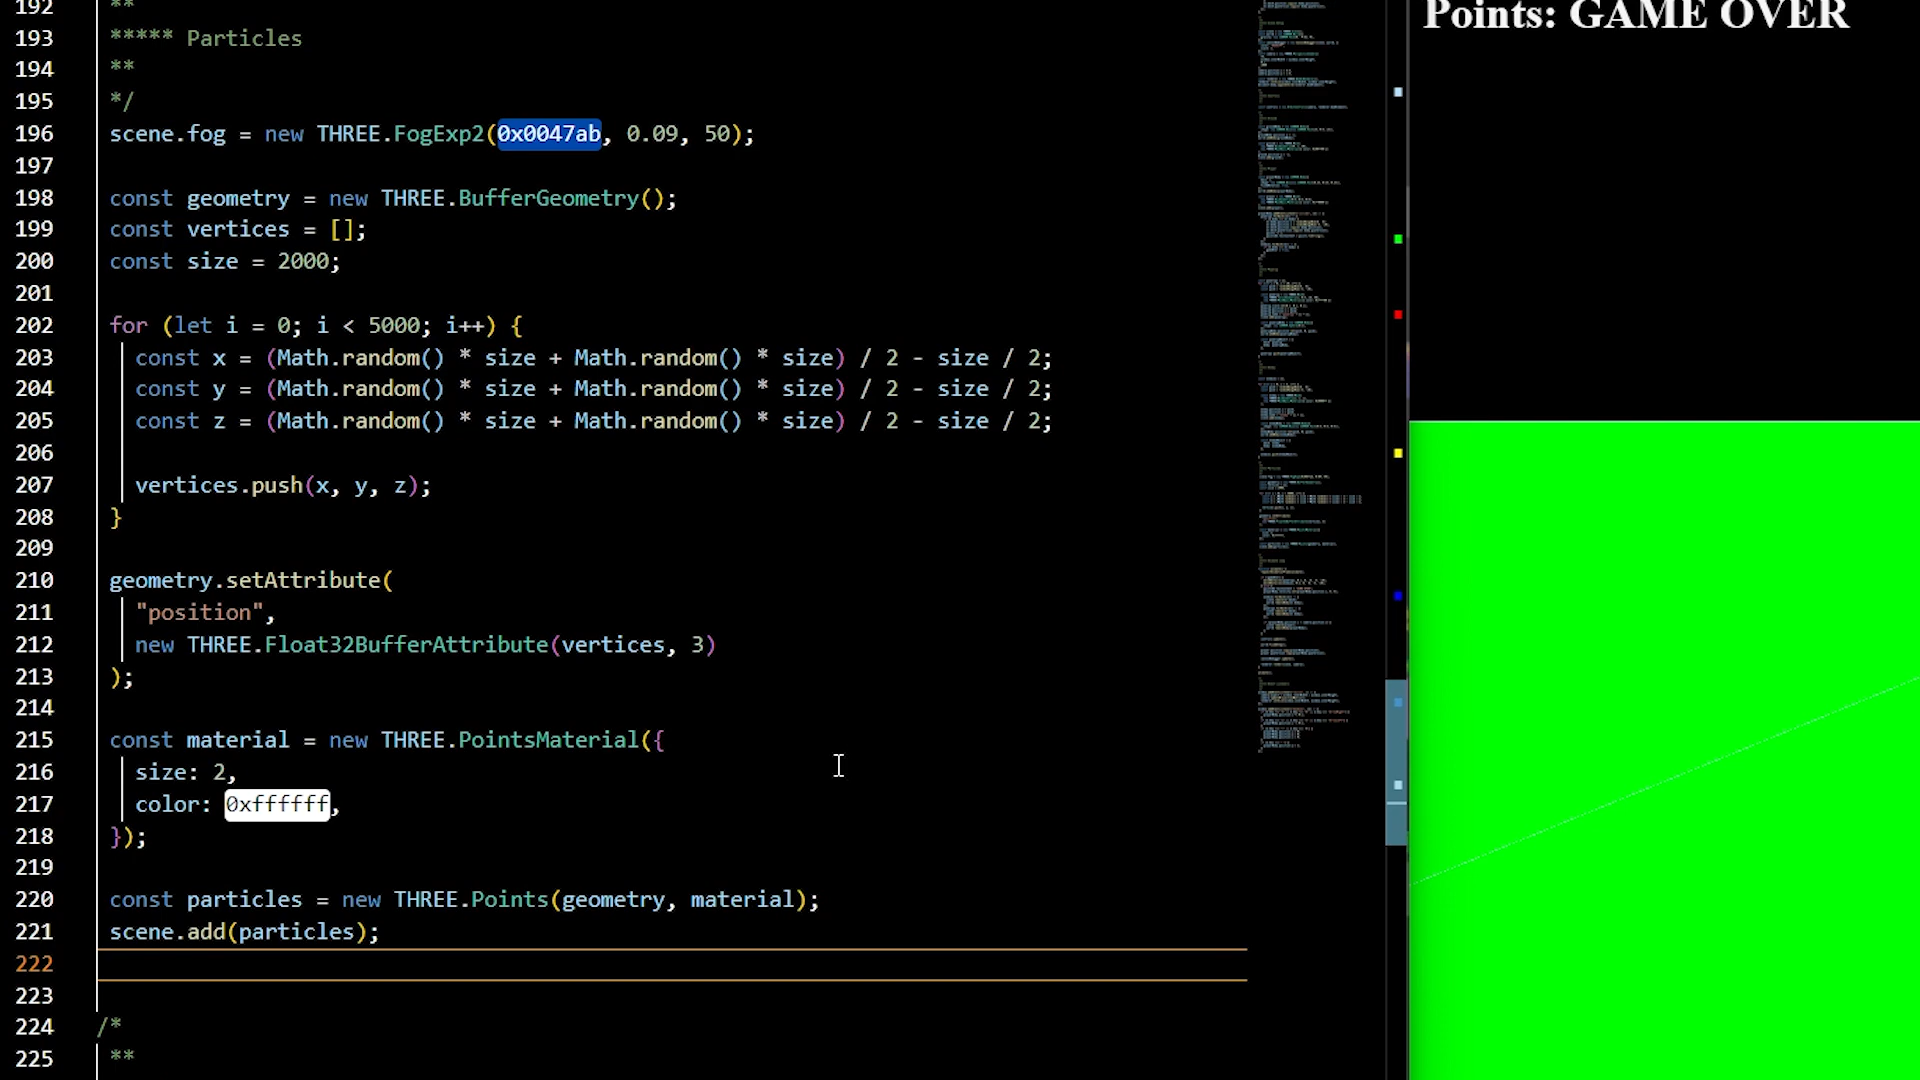 192 **
193 ***** Particles
194 **
195 */
196 scene.fog = new THREE.FogExp2(0x0047ab, 0.09, 50);
197
198 const geometry = new THREE.BufferGeometry();
199 const vertices = [];
200 const size = 2000;
201
202 for (let i = 0; i < 5000; i++) {
203 const x = (Math.random() * size + Math.random() * size) / 2 - size / 2;
204 const y = (Math.random() * size + Math.random() * size) / 2 - size / 2;
205 const z = (Math.random() * size + Math.random() * size) / 2 - size / 2;
206
207 vertices.push(x, y, z);
208 }
209
210 geometry.setAttribute(
211 "position",
212 new THREE.Float32BufferAttribute(vertices, 3)
213 );
214
215 const material = new THREE.PointsMaterial({
216 size: 2,
217 color: 0xffffff,
218 });
219
220 const particles = new THREE.Points(geometry, material);
221 scene.add(particles);
222
223
224 /*
225 **
Points: GAME OVER